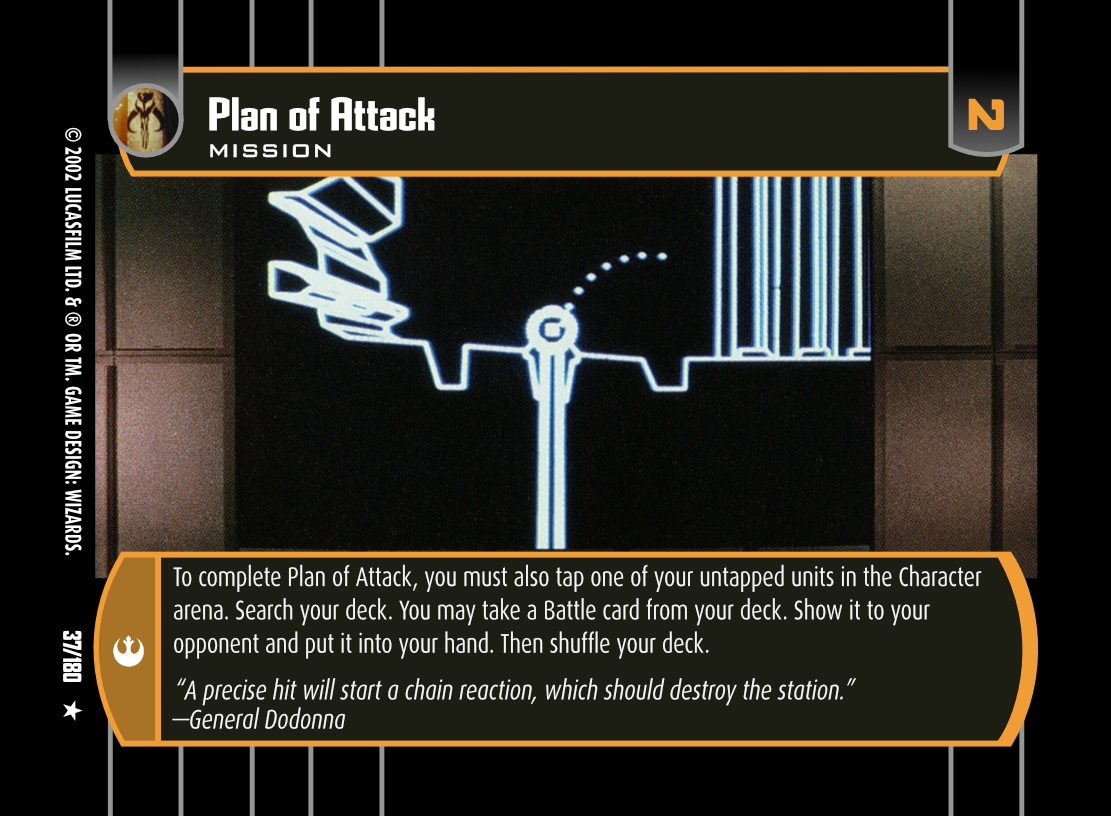 Plan of Attack
MISSION
2
To complete Plan of Attack, you must also tap one of your untapped units in the Character
arena. Search your deck. You may take a Battle card from your deck. Show it to your
opponent and put it into your hand. Then shuffle your deck.
“A precise hit will start a chain reaction, which should destroy the station.”
—General Dodonna
© 2002 LUCASFILM LTD. & ® OR TM. GAME DESIGN: WIZARDS.
37/180 ★